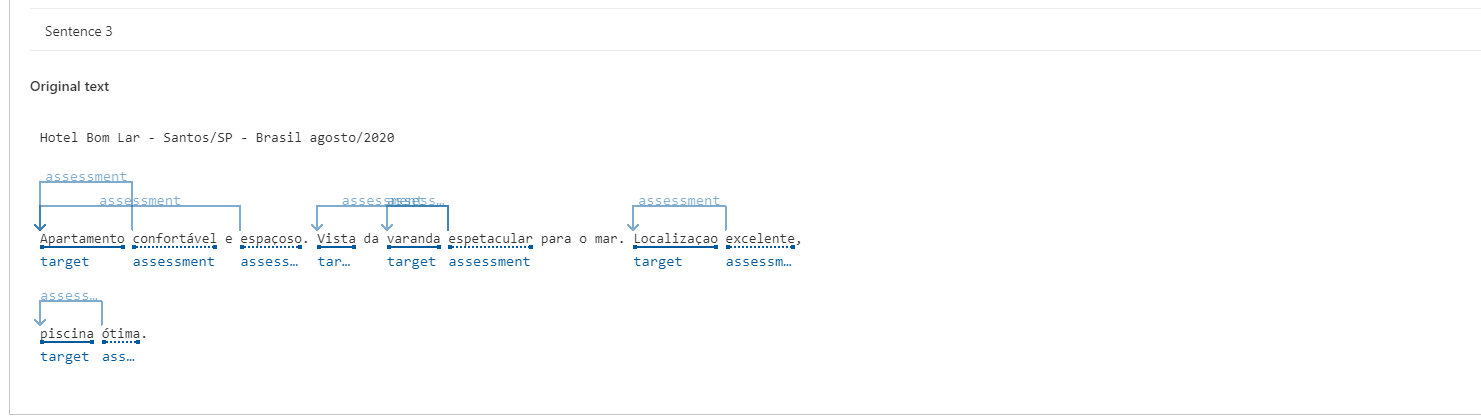 Sentence 3
Original text
Hotel Bom Lar - Santos/SP - Brasil agosto/2020
assessment
assessment assessment assess… assessment
Apartamento confortável e espaçoso. Vista da varanda espetacular para o mar. Localizaçao excelente,
target assessment assess… tar… target assessment target assessm…
assess…
piscina ótima.
target ass…